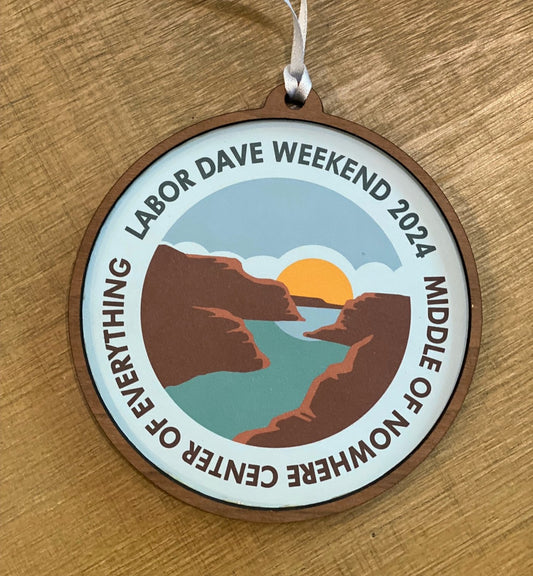 LABOR DAVE WEEKEND 2024
MIDDLE OF NOWHERE CENTER OF EVERYTHING